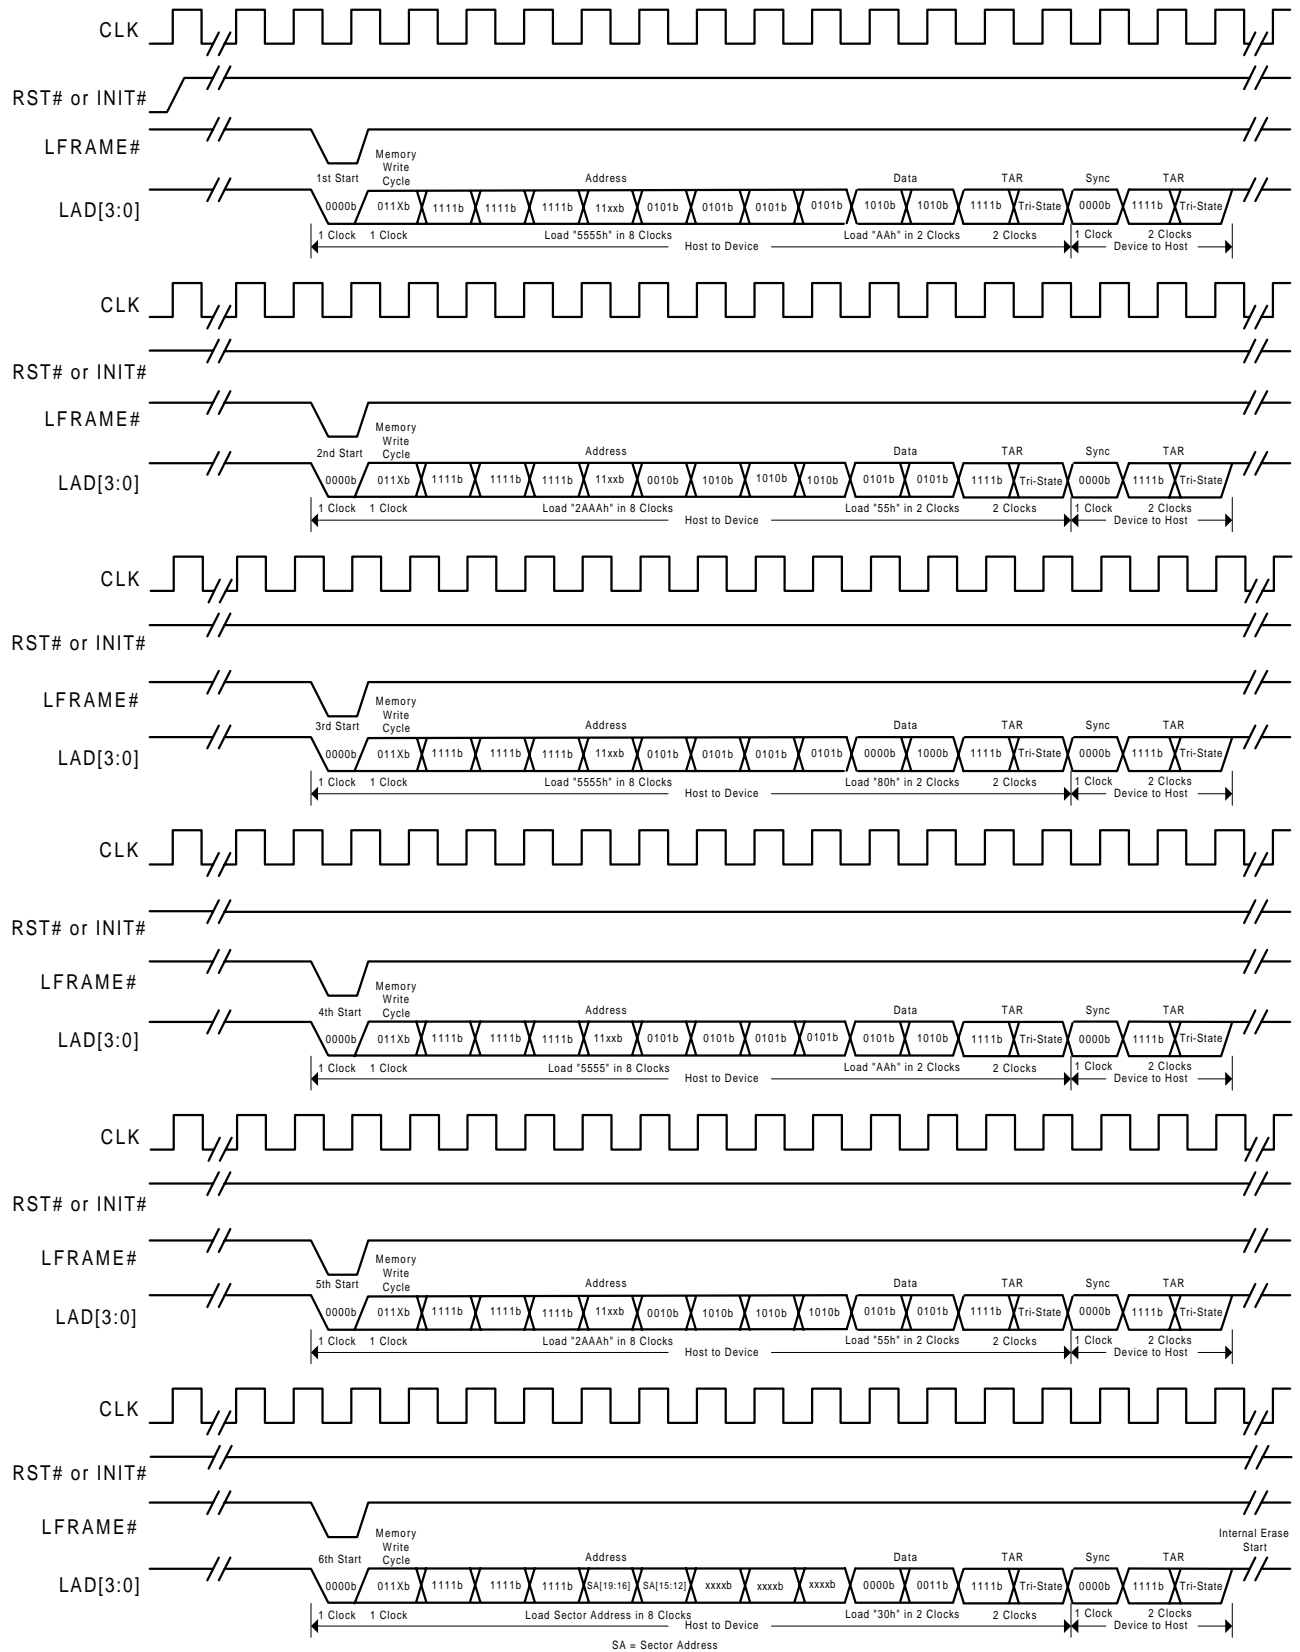 CLK
RST# or INIT#
LFRAME#
Memory
Write
Cycle
1st Start Address Data TAR Sync TAR
LAD[3:0] 0000b 011Xb 1111b 1111b 1111b 11xxb 0101b 0101b 0101b 0101b 1010b 1010b 1111b Tri-State 0000b 1111b Tri-State
1 Clock 1 Clock Load "5555h" in 8 Clocks Load "AAh" in 2 Clocks 2 Clocks 1 Clock 2 Clocks
Host to Device Device to Host
CLK
RST# or INIT#
LFRAME#
Memory
Write
Cycle
2nd Start Address Data TAR Sync TAR
LAD[3:0] 0000b 011Xb 1111b 1111b 1111b 11xxb 0010b 1010b 1010b 1010b 0101b 0101b 1111b Tri-State 0000b 1111b Tri-State
1 Clock 1 Clock Load "2AAAh" in 8 Clocks Load "55h" in 2 Clocks 2 Clocks 1 Clock 2 Clocks
Host to Device Device to Host
CLK
RST# or INIT#
LFRAME#
Memory
Write
Cycle
3rd Start Address Data TAR Sync TAR
LAD[3:0] 0000b 011Xb 1111b 1111b 1111b 11xxb 0101b 0101b 0101b 0101b 0000b 1000b 1111b Tri-State 0000b 1111b Tri-State
1 Clock 1 Clock Load "5555h" in 8 Clocks Load "80h" in 2 Clocks 2 Clocks 1 Clock 2 Clocks
Host to Device Device to Host
CLK
RST# or INIT#
LFRAME#
Memory
Write
Cycle
4th Start Address Data TAR Sync TAR
LAD[3:0] 0000b 011Xb 1111b 1111b 1111b 11xxb 0101b 0101b 0101b 0101b 0101b 1010b 1111b Tri-State 0000b 1111b Tri-State
1 Clock 1 Clock Load "5555" in 8 Clocks Load "AAh" in 2 Clocks 2 Clocks 1 Clock 2 Clocks
Host to Device Device to Host
CLK
RST# or INIT#
LFRAME#
Memory
Write
Cycle
5th Start Address Data TAR Sync TAR
LAD[3:0] 0000b 011Xb 1111b 1111b 1111b 11xxb 0010b 1010b 1010b 1010b 0101b 0101b 1111b Tri-State 0000b 1111b Tri-State
1 Clock 1 Clock Load "2AAAh" in 8 Clocks Load "55h" in 2 Clocks 2 Clocks 1 Clock 2 Clocks
Host to Device Device to Host
CLK
RST# or INIT#
LFRAME#
Memory
Write
Cycle
Internal Erase
Start
6th Start Address Data TAR Sync TAR
LAD[3:0] 0000b 011Xb 1111b 1111b 1111b SA[19:16] SA[15:12] xxxxb xxxxb xxxxb 0000b 0011b 1111b Tri-State 0000b 1111b Tri-State
1 Clock 1 Clock Load Sector Address in 8 Clocks Load "30h" in 2 Clocks 2 Clocks 1 Clock 2 Clocks
Host to Device Device to Host
SA = Sector Address